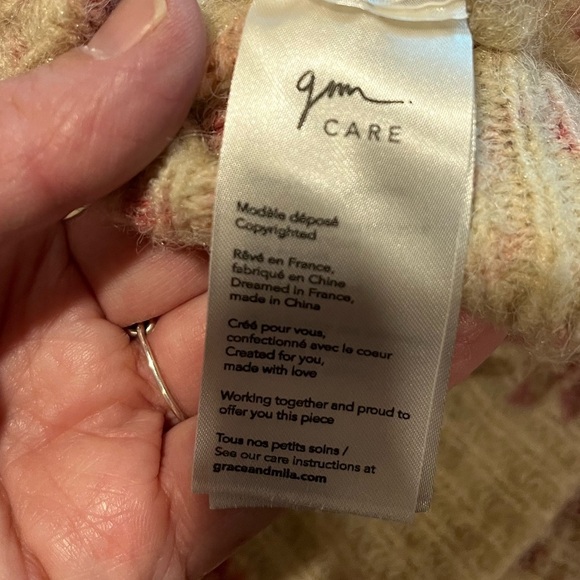 gmm.
CARE
Modèle déposé
Copyrighted
Rêvé en France,
fabriqué en Chine
Dreamed in France,
made in China
Créé pour vous,
confectionné avec le coeur
Created for you,
made with love
Working together and proud to
offer you this piece
Tous nos petits soins /
See our care instructions at
graceandmila.com